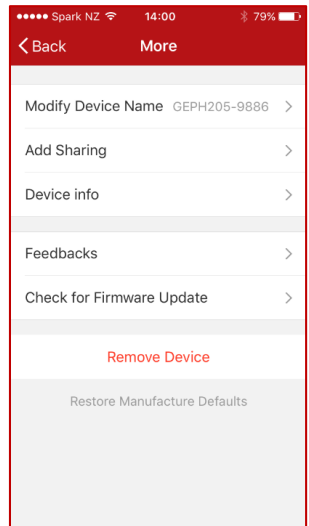 Spark NZ 14:00 79%
Back More
Modify Device Name GEPH205-9886
Add Sharing
Device info
Feedbacks
Check for Firmware Update
Remove Device
Restore Manufacture Defaults